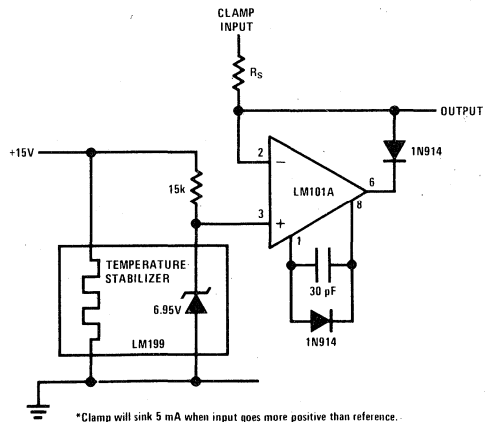 CLAMP
INPUT
RS
OUTPUT
+15V
1N914
2
−
15k
LM101A
6
8
3
+
1
TEMPERATURE
STABILIZER
30 pF
6.95V
1N914
LM199
*Clamp will sink 5 mA when input goes more positive than reference.